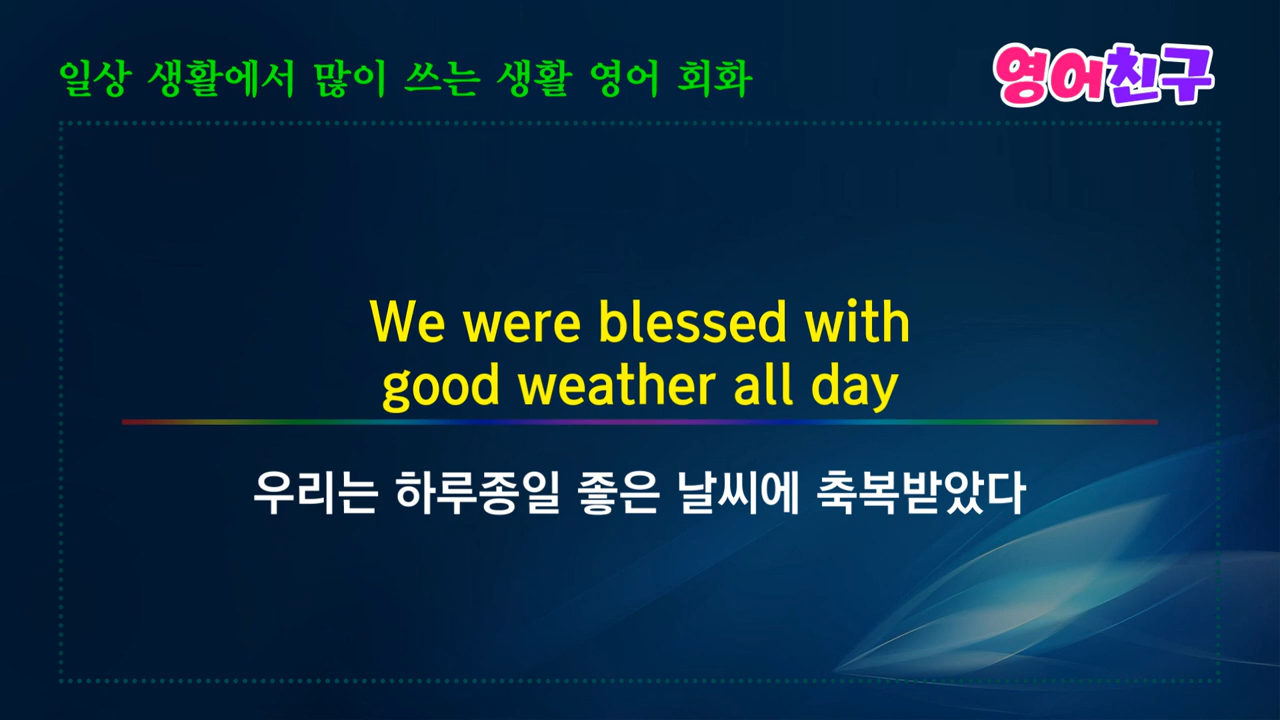 일상 생활에서 많이 쓰는 생활 영어 회화
영어친구
We were blessed with
good weather all day
우리는 하루종일 좋은 날씨에 축복받았다